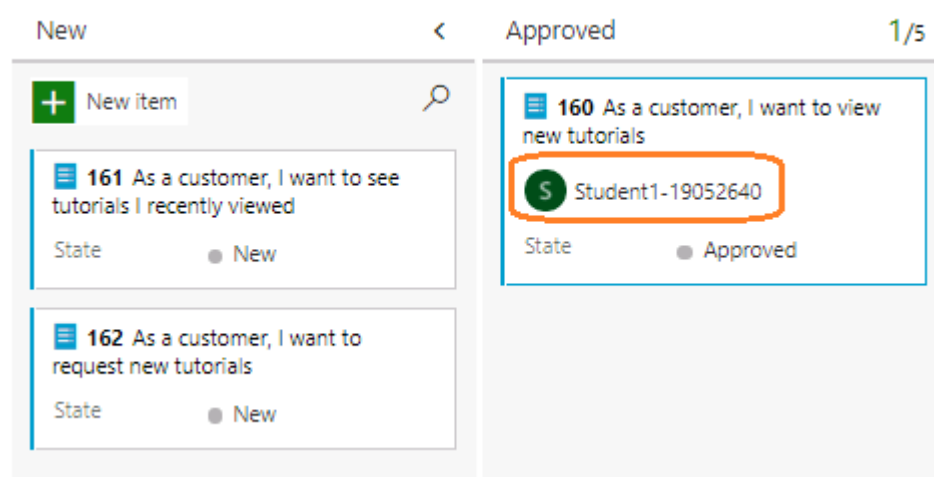 New
New item
161 As a customer, I want to see
tutorials I recently viewed
State New
162 As a customer, I want to
request new tutorials
State New
Approved 1/5
160 As a customer, I want to view
new tutorials
S Student1-19052640
State Approved